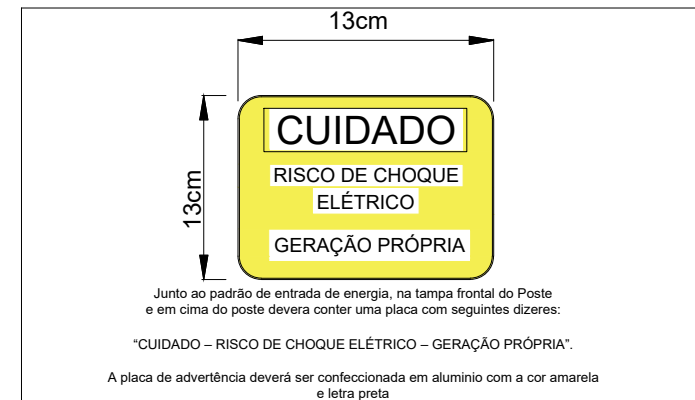 13cm
13cm
CUIDADO
RISCO DE CHOQUE
ELÉTRICO
GERAÇÃO PRÓPRIA
Junto ao padrão de entrada de energia, na tampa frontal do Poste
e em cima do poste devera conter uma placa com seguintes dizeres:
“CUIDADO – RISCO DE CHOQUE ELÉTRICO – GERAÇÃO PRÓPRIA”.
A placa de advertência deverá ser confeccionada em aluminio com a cor amarela
e letra preta